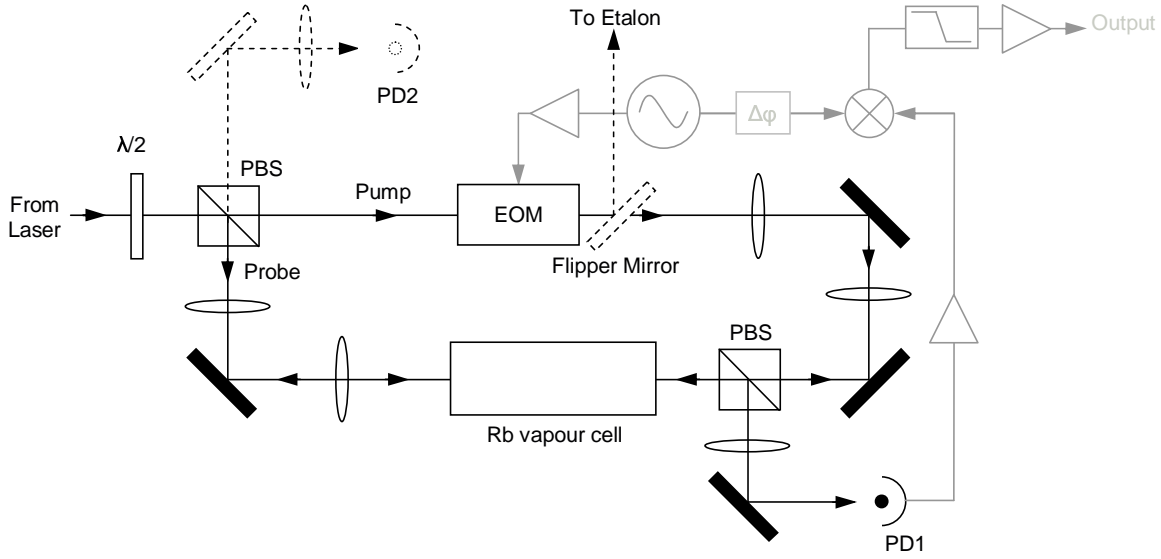 To Etalon
Output
PD2
Δφ
λ/2
PBS
From
Laser
Pump
EOM
Flipper Mirror
Probe
PBS
Rb vapour cell
PD1